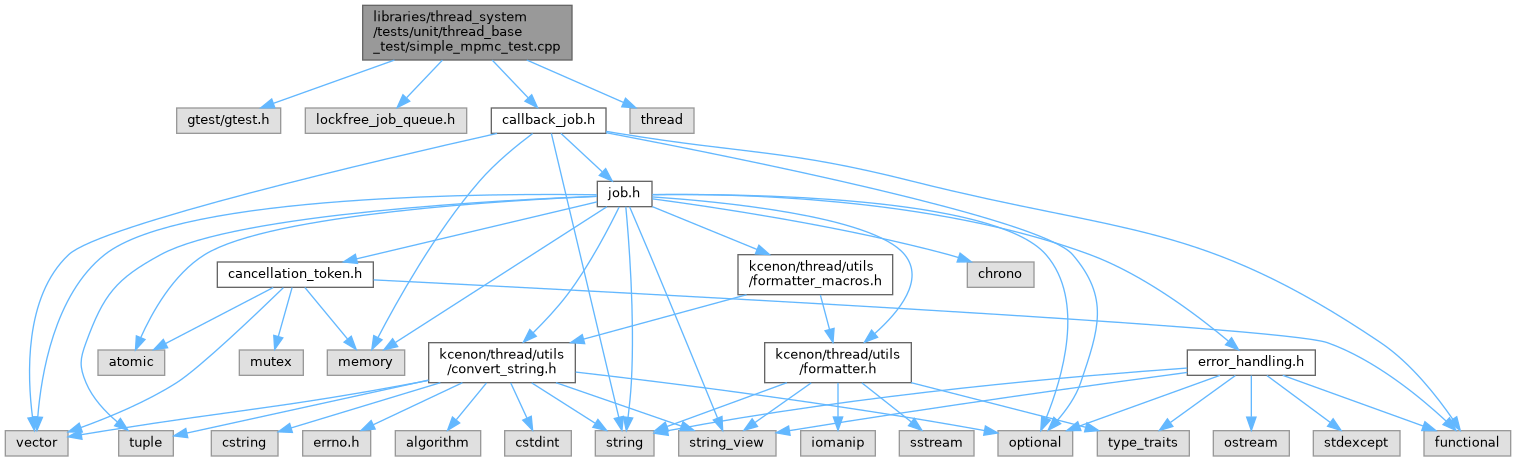 libraries/thread_system
/tests/unit/thread_base
_test/simple_mpmc_test.cpp
gtest/gtest.h
lockfree_job_queue.h
callback_job.h
thread
job.h
cancellation_token.h
kcenon/thread/utils
/formatter_macros.h
chrono
atomic
mutex
memory
kcenon/thread/utils
/convert_string.h
kcenon/thread/utils
/formatter.h
error_handling.h
vector
tuple
cstring
errno.h
algorithm
cstdint
string
string_view
iomanip
sstream
optional
type_traits
ostream
stdexcept
functional